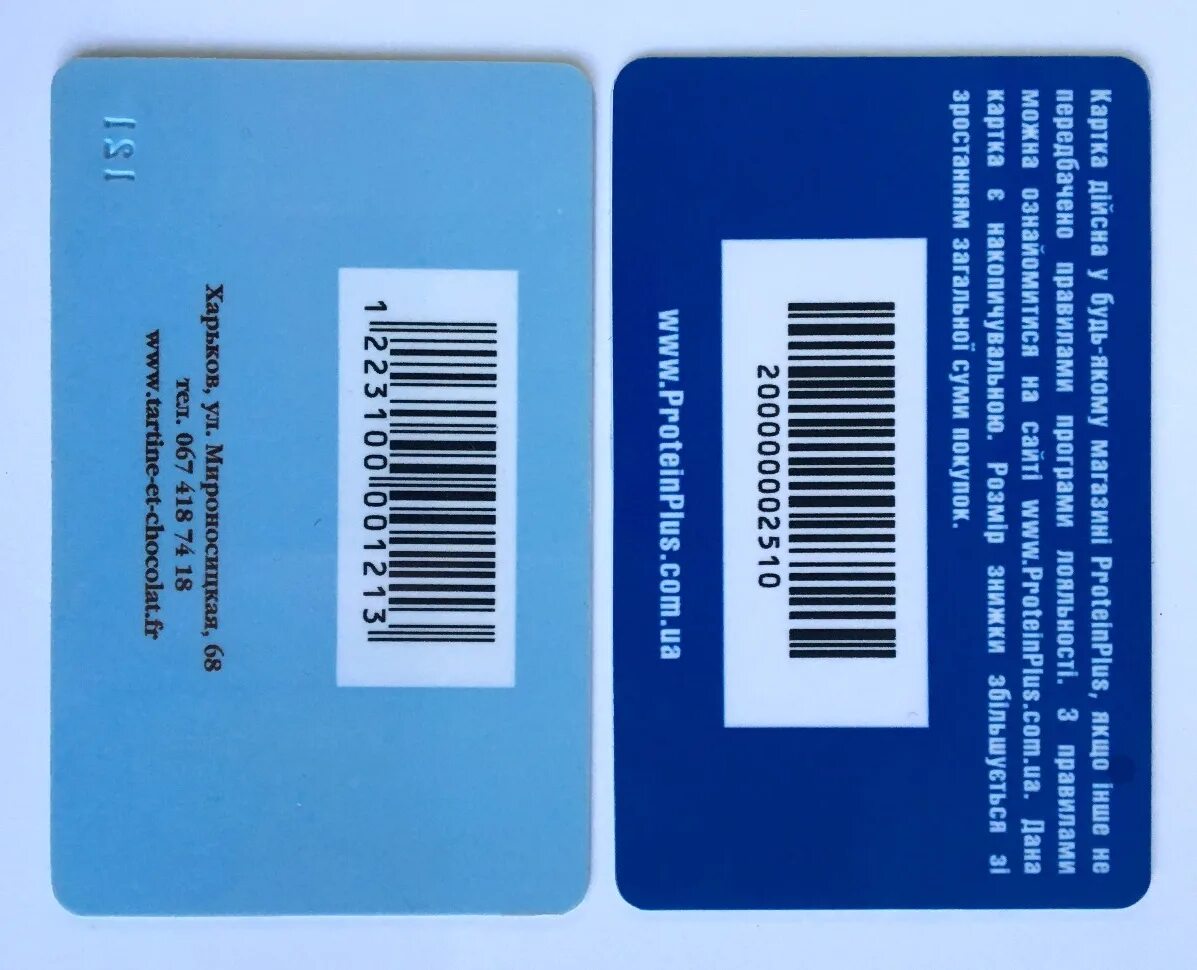 121
1 223100 001213
Харьков, ул. Мироносицкая, 68
тел. 067 418 74 18
www.tartine-et-chocolat.fr
Картка дійсна у будь-якому магазині ProteinPlus, якщо інше не
передбачено правилами програми лояльності. З правилами
можна ознайомитися на сайті www.ProteinPlus.com.ua. Дана
картка є накопичувальною. Розмір знижки збільшується зі
зростанням загальної суми покупок.
2000000002510
www.ProteinPlus.com.ua